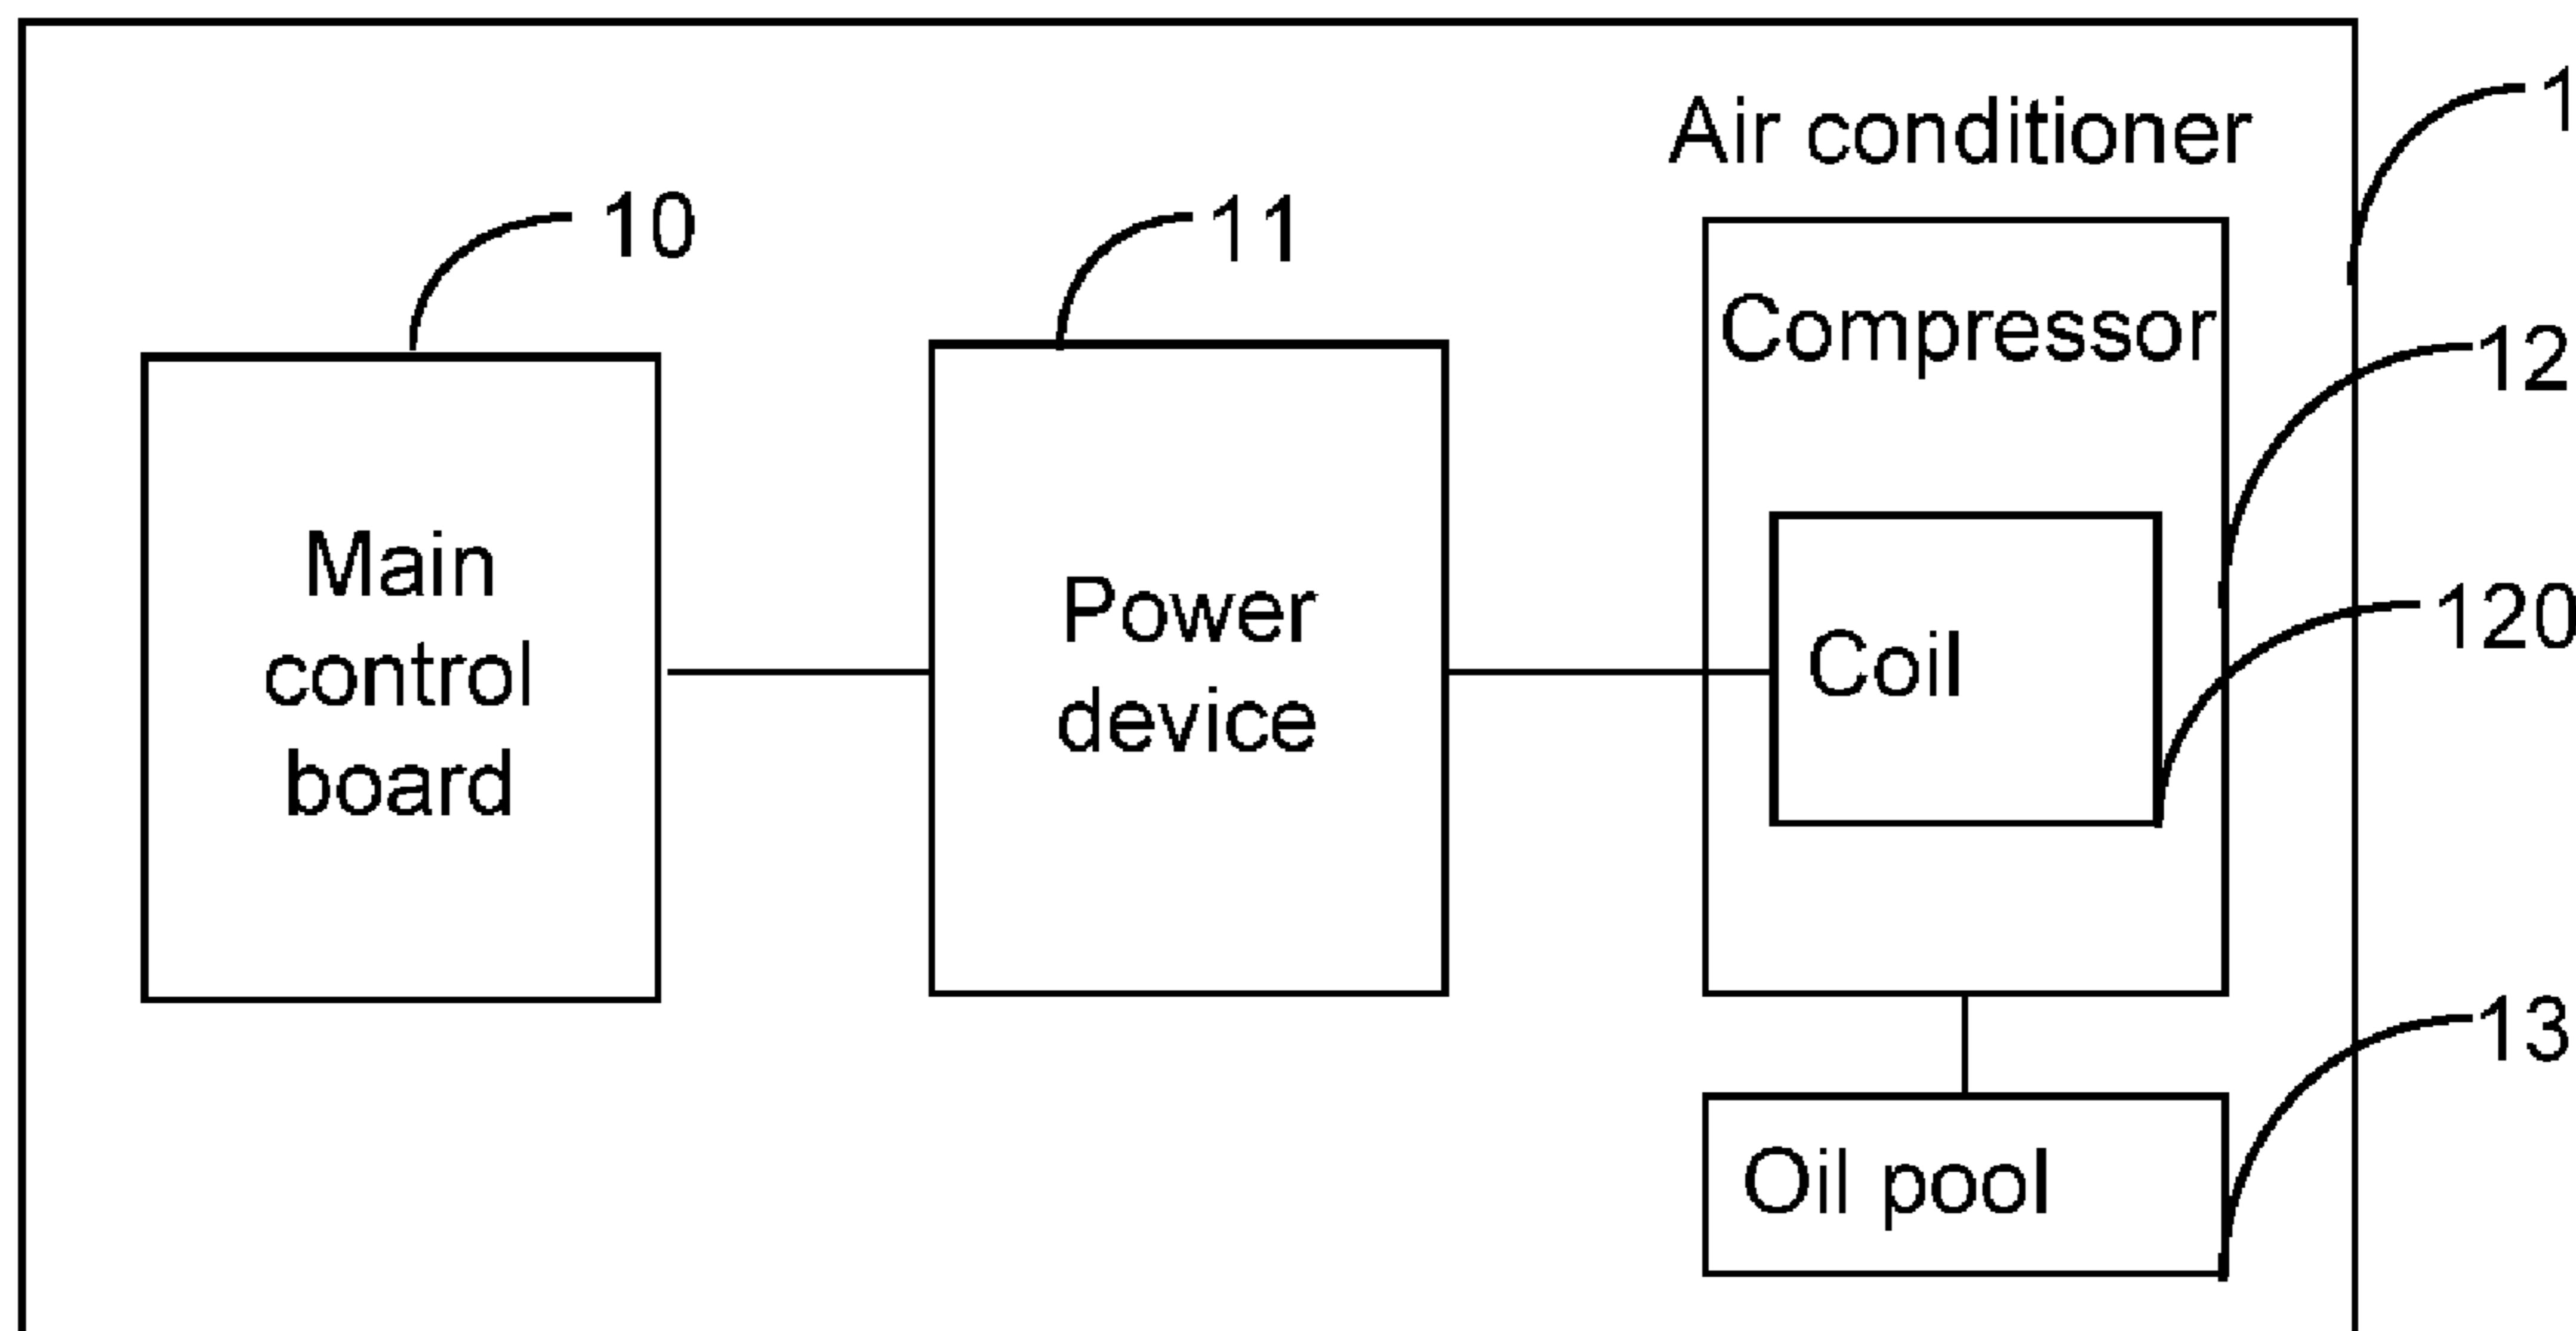 1
Air conditioner
10
11
Compressor
12
Main
control
board
Power
device
Coil
120
13
Oil pool